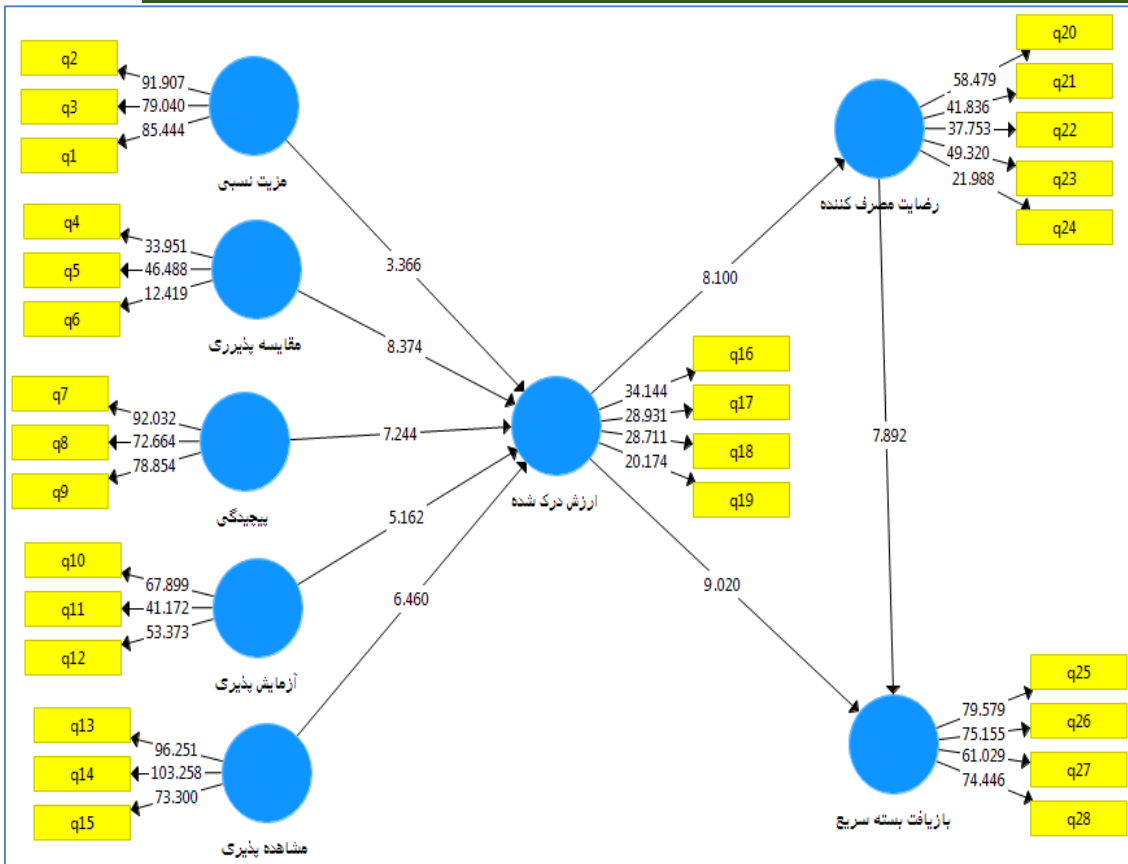 q2
91.907
q3
79.040
q1
85.444
مزیت نسبی
q4
33.951
q5
46.488
q6
12.419
مقایسه پذیرری
q7
92.032
q8
72.664
q9
78.854
پیچیدگی
q10
67.899
q11
41.172
q12
53.373
آزمایش پذیری
q13
96.251
q14
103.258
q15
73.300
مشاهده پذیری
3.366
8.374
7.244
5.162
6.460
ارزش درک شده
q16
34.144
q17
28.931
q18
28.711
q19
20.174
8.100
9.020
7.892
q20
58.479
q21
41.836
q22
37.753
q23
49.320
q24
21.988
رضایت مصرف کننده
q25
79.579
q26
75.155
q27
61.029
q28
74.446
بازیافت بسته سریع